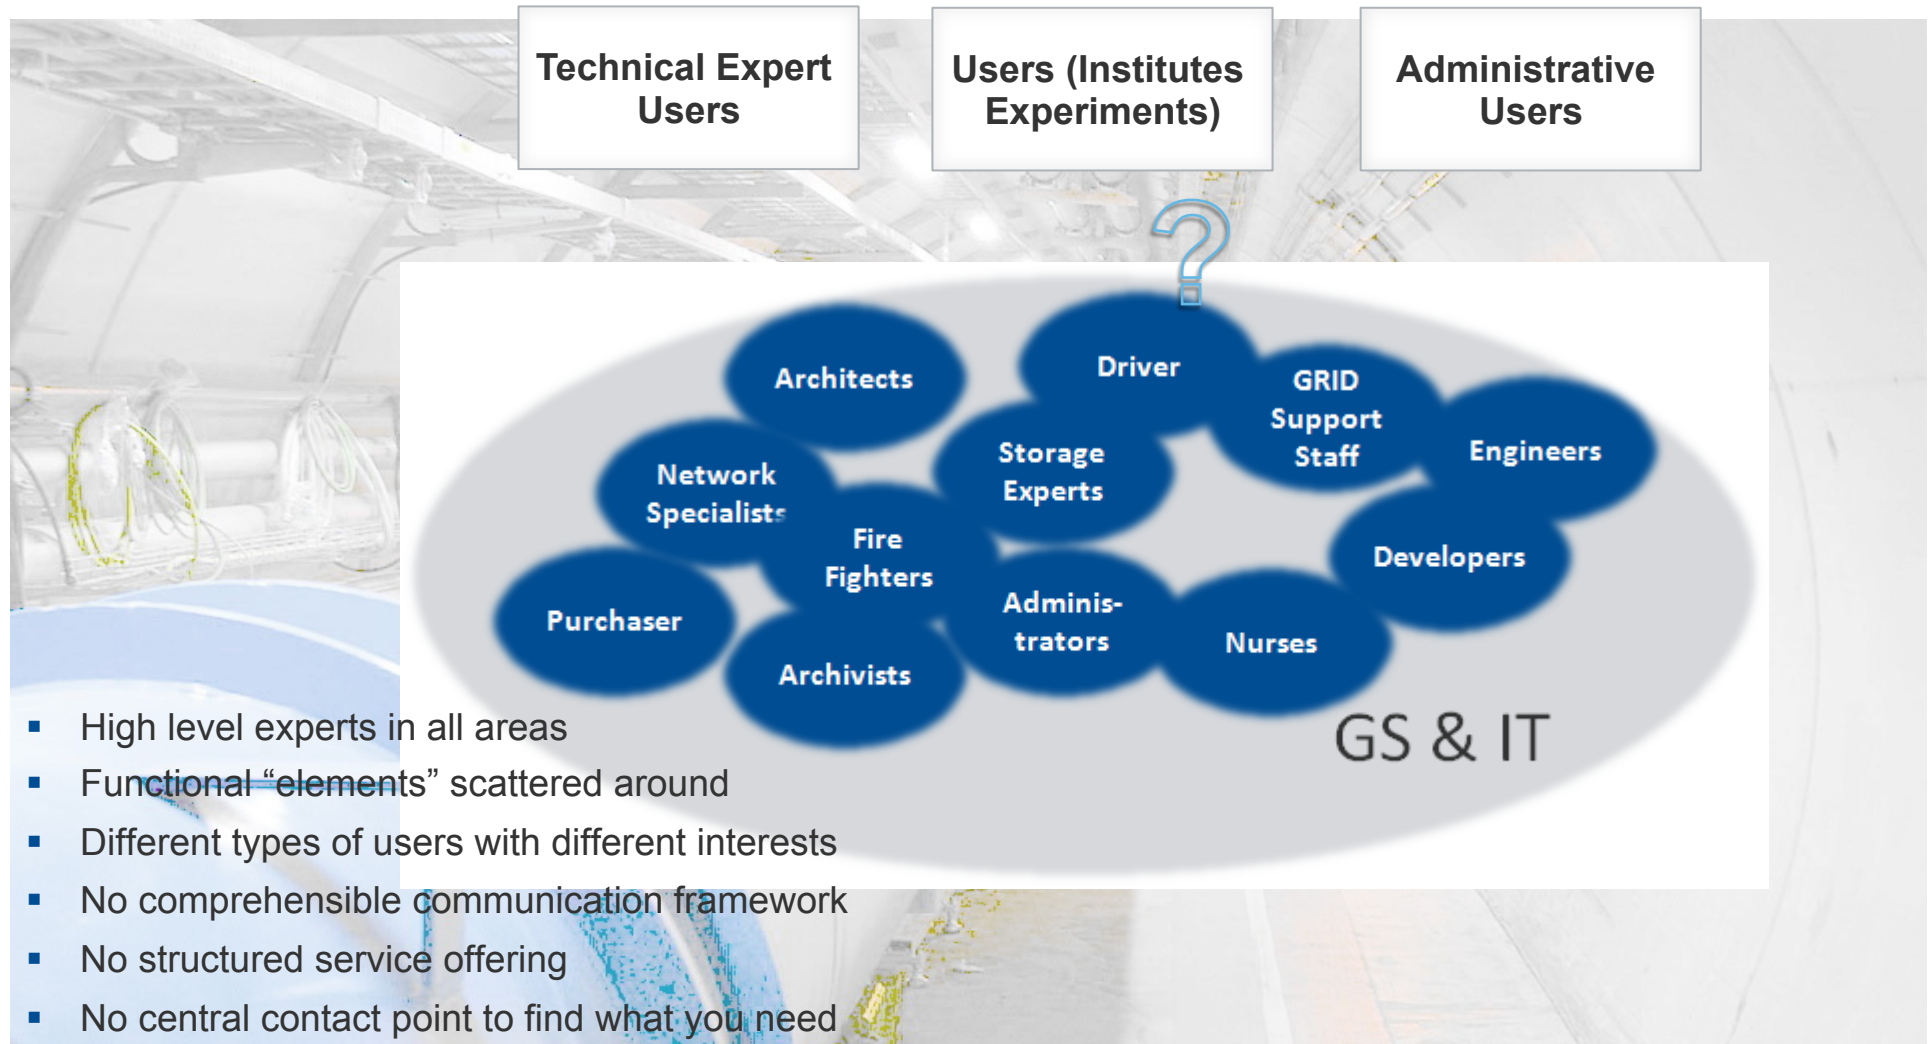 Technical Expert
Users
Users (Institutes
Experiments)
Administrative
Users
?
Architects
Driver
GRID
Support
Staff
Engineers
Storage
Experts
Network
Specialists
Fire
Fighters
Developers
Purchaser
Adminis-
trators
Nurses
Archivists
GS & IT
▪ High level experts in all areas
▪ Functional “elements” scattered around
▪ Different types of users with different interests
▪ No comprehensible communication framework
▪ No structured service offering
▪ No central contact point to find what you need